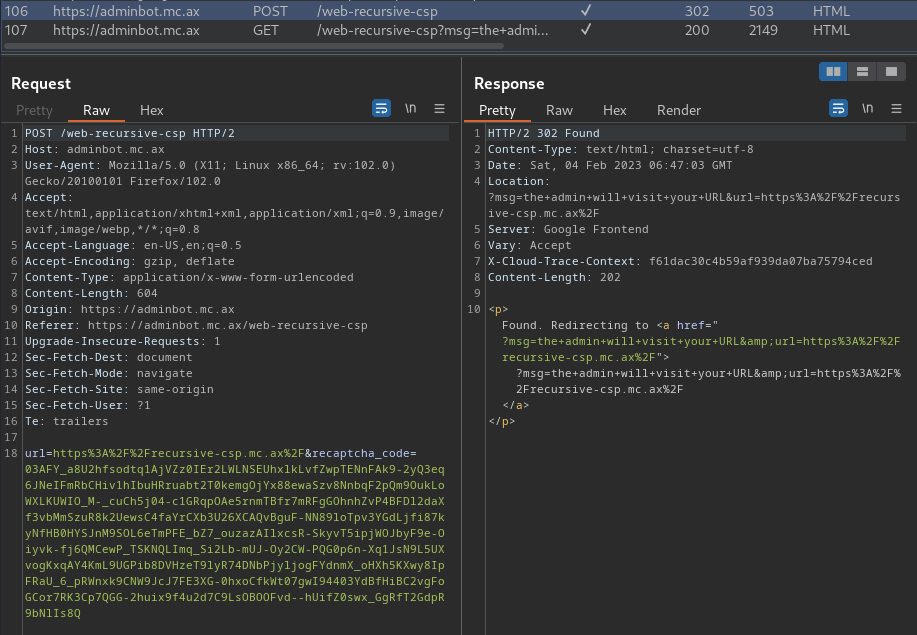 106 https://adminbot.mc.ax POST /web-recursive-csp ✓ 302 503 HTML
107 https://adminbot.mc.ax GET /web-recursive-csp?msg=the+admi... ✓ 200 2149 HTML
Request
Pretty Raw Hex \n
1 POST /web-recursive-csp HTTP/2
2 Host: adminbot.mc.ax
3 User-Agent: Mozilla/5.0 (X11; Linux x86_64; rv:102.0)
Gecko/20100101 Firefox/102.0
4 Accept:
text/html,application/xhtml+xml,application/xml;q=0.9,image/
avif,image/webp,*/*;q=0.8
5 Accept-Language: en-US,en;q=0.5
6 Accept-Encoding: gzip, deflate
7 Content-Type: application/x-www-form-urlencoded
8 Content-Length: 604
9 Origin: https://adminbot.mc.ax
10 Referer: https://adminbot.mc.ax/web-recursive-csp
11 Upgrade-Insecure-Requests: 1
12 Sec-Fetch-Dest: document
13 Sec-Fetch-Mode: navigate
14 Sec-Fetch-Site: same-origin
15 Sec-Fetch-User: ?1
16 Te: trailers
17
18 url=https%3A%2F%2Frecursive-csp.mc.ax%2F&recaptcha_code=
03AFY_a8U2hfsodtq1AjVZz0IEr2LWLNSEUhxlkLvfZwpTENnFAk9-2yQ3eq
6JNeIFmRbCHiv1hIbuHRruabt2T0kemgOjYx88ewaSzv8NnbqF2pQm9OukLo
WXLKUWIO_M-_cuCh5j04-c1GRqpOAe5rnmTBfr7mRFgGOhnhZvP4BFDl2daX
f3vbMmSzuR8k2UewsC4faYrCXb3U26XCAQvBguF-NN89loTpv3YGdLjfi87k
yNfHB0HYSJnM9SOL6eTmPFE_bZ7_ouzazAI1xcsR-SkyvT5ipjWOJbyF9e-O
iyvk-fj6QMCewP_TSKNQLImq_Si2Lb-mUJ-Oy2CW-PQG0p6n-Xq1JsN9L5UX
vogKxqAY4KmL9UGPib8DVHzeT9lyR74DNbPjyljogFYdnmX_oHXh5KXwy8Ip
FRaU_6_pRWnxk9CNW9JcJ7FE3XG-0hxoCfkWt07gwI94403YdBfHiBC2vgFo
GCor7RK3Cp7QGG-2huix9f4u2d7C9LsOBOOFvd--hUifZ0swx_GgRfT2GdpR
9bNlIs8Q
Response
Pretty Raw Hex Render \n
1 HTTP/2 302 Found
2 Content-Type: text/html; charset=utf-8
3 Date: Sat, 04 Feb 2023 06:47:03 GMT
4 Location:
?msg=the+admin+will+visit+your+URL&url=https%3A%2F%2Frecurs
ive-csp.mc.ax%2F
5 Server: Google Frontend
6 Vary: Accept
7 X-Cloud-Trace-Context: f61dac30c4b59af939da07ba75794ced
8 Content-Length: 202
9
10 <p>
Found. Redirecting to <a href="
?msg=the+admin+will+visit+your+URL&amp;url=https%3A%2F%2F
recursive-csp.mc.ax%2F">
?msg=the+admin+will+visit+your+URL&amp;url=https%3A%2F%
2Frecursive-csp.mc.ax%2F
</a>
</p>